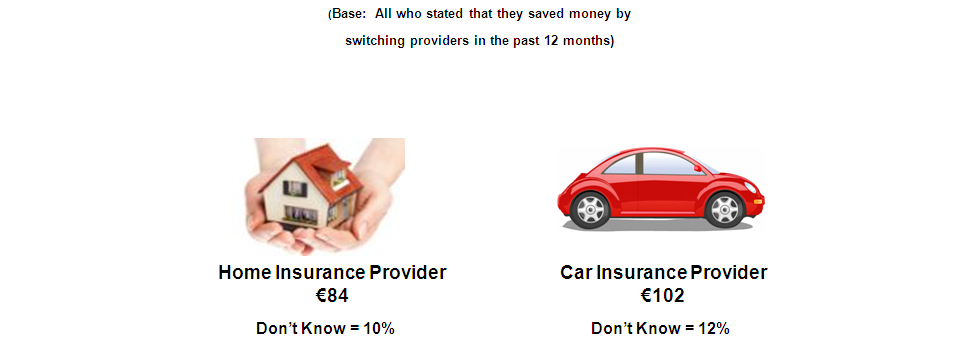 (Base:  All who stated that they saved money by
switching providers in the past 12 months)
Home Insurance Provider
€84
Don’t Know = 10%
Car Insurance Provider
€102
Don’t Know = 12%